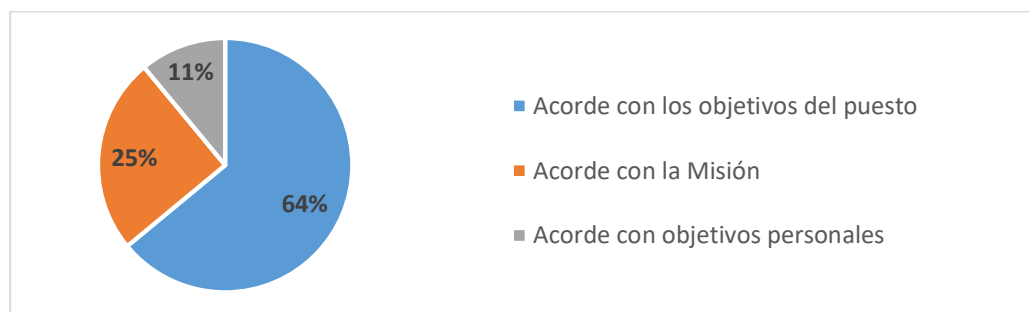 11%
25%
64%
Acorde con los objetivos del puesto
Acorde con la Misión
Acorde con objetivos personales